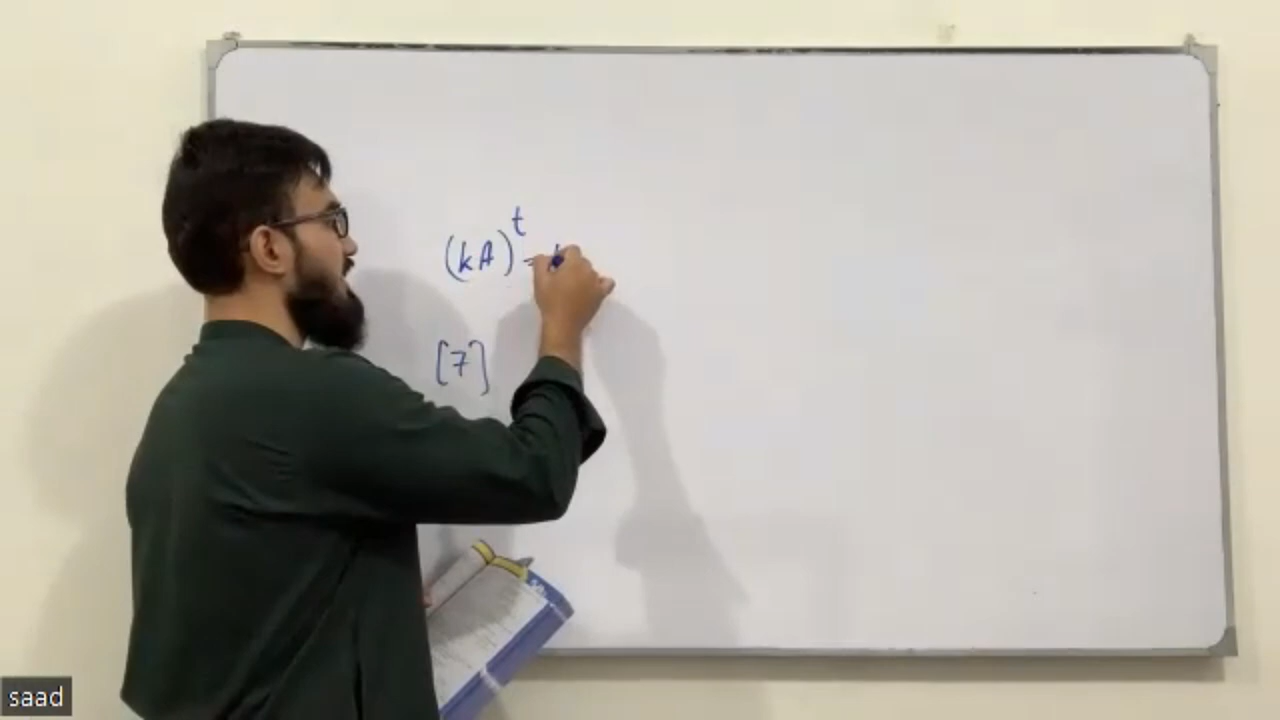 (kA)^t =
[7]
saad